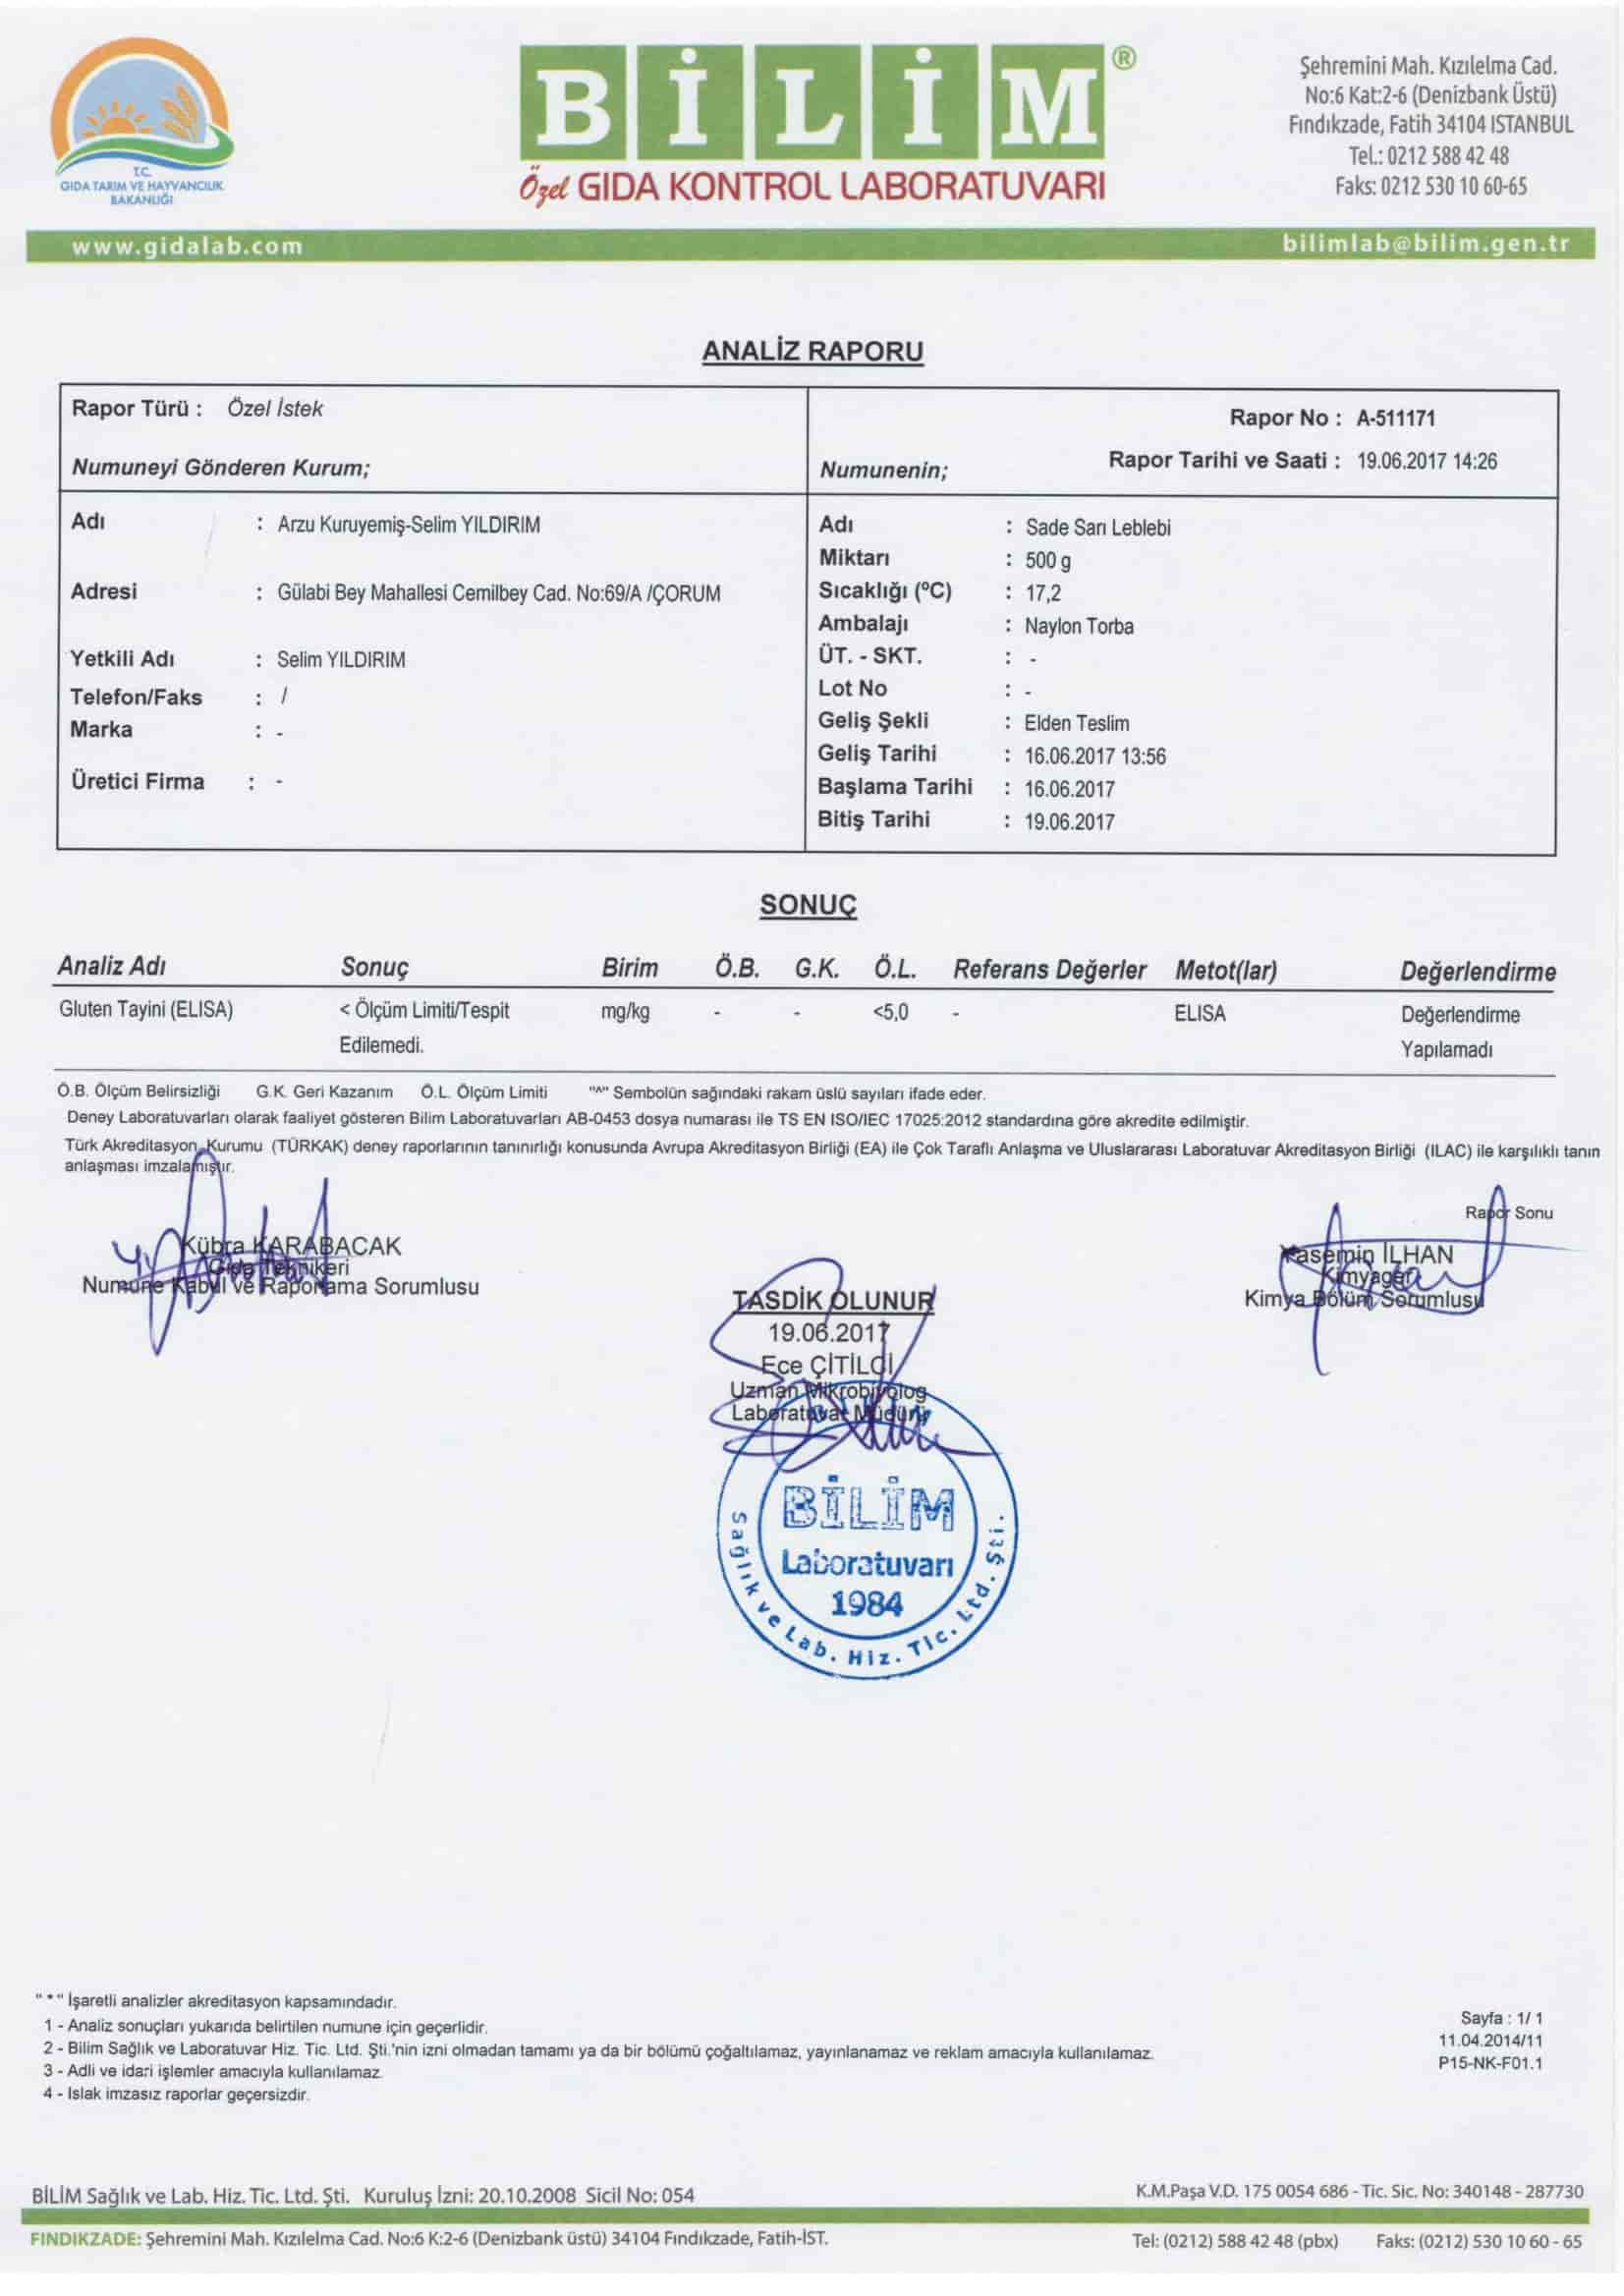 T.C.
GIDA TARIM VE HAYVANCILIK
BAKANLIĞI
BİLİM®
Özel GIDA KONTROL LABORATUVARI
Şehremini Mah. Kızılelma Cad.
No:6 Kat:2-6 (Denizbank Üstü)
Fındıkzade, Fatih 34104 ISTANBUL
Tel.: 0212 588 42 48
Faks: 0212 530 10 60-65
www.gidalab.com
bilimlab@bilim.gen.tr
ANALİZ RAPORU
Rapor Türü : Özel İstek
Numuneyi Gönderen Kurum;
Rapor No : A-511171
Rapor Tarihi ve Saati : 19.06.2017 14:26
Numunenin;
Adı : Arzu Kuruyemiş-Selim YILDIRIM
Adresi : Gülabi Bey Mahallesi Cemilbey Cad. No:69/A /ÇORUM
Yetkili Adı : Selim YILDIRIM
Telefon/Faks : /
Marka : -
Üretici Firma : -
Adı : Sade Sarı Leblebi
Miktarı : 500 g
Sıcaklığı (ºC) : 17,2
Ambalajı : Naylon Torba
ÜT. - SKT. : -
Lot No : -
Geliş Şekli : Elden Teslim
Geliş Tarihi : 16.06.2017 13:56
Başlama Tarihi : 16.06.2017
Bitiş Tarihi : 19.06.2017
SONUÇ
Analiz Adı Sonuç Birim Ö.B. G.K. Ö.L. Referans Değerler Metot(lar) Değerlendirme
Gluten Tayini (ELISA) < Ölçüm Limiti/Tespit mg/kg - - <5,0 - ELISA Değerlendirme
Edilemedi. Yapılamadı
Ö.B. Ölçüm Belirsizliği G.K. Geri Kazanım Ö.L. Ölçüm Limiti "^" Sembolün sağındaki rakam üslü sayıları ifade eder.
Deney Laboratuvarları olarak faaliyet gösteren Bilim Laboratuvarları AB-0453 dosya numarası ile TS EN ISO/IEC 17025:2012 standardına göre akredite edilmiştir.
Türk Akreditasyon Kurumu (TÜRKAK) deney raporlarının tanınırlığı konusunda Avrupa Akreditasyon Birliği (EA) ile Çok Taraflı Anlaşma ve Uluslararası Laboratuvar Akreditasyon Birliği (ILAC) ile karşılıklı tanın
anlaşması imzalamıştır.
Rapor Sonu
Kübra KARABACAK
Gıda Teknikeri
Numune Kabul ve Raporlama Sorumlusu
Yasemin İLHAN
Kimyager
Kimya Bölüm Sorumlusu
TASDİK OLUNUR
19.06.2017
Ece ÇİTİLCİ
Uzman Mikrobiyolog
Laboratuvar Müdürü
BİLİM
BİLİM
Laboratuvarı
1984
Sağlık ve Lab. Hiz. Tic. Ltd. Şti.
" * " İşaretli analizler akreditasyon kapsamındadır.
1 - Analiz sonuçları yukarıda belirtilen numune için geçerlidir.
2 - Bilim Sağlık ve Laboratuvar Hiz. Tic. Ltd. Şti.'nin izni olmadan tamamı ya da bir bölümü çoğaltılamaz, yayınlanamaz ve reklam amacıyla kullanılamaz.
3 - Adli ve idari işlemler amacıyla kullanılamaz.
4 - Islak imzasız raporlar geçersizdir.
Sayfa : 1/ 1
11.04.2014/11
P15-NK-F01.1
BİLİM Sağlık ve Lab. Hiz. Tic. Ltd. Şti. Kuruluş İzni: 20.10.2008 Sicil No: 054
K.M.Paşa V.D. 175 0054 686 - Tic. Sic. No: 340148 - 287730
FINDIKZADE: Şehremini Mah. Kızılelma Cad. No:6 K:2-6 (Denizbank üstü) 34104 Fındıkzade, Fatih-İST.
Tel: (0212) 588 42 48 (pbx) Faks: (0212) 530 10 60 - 65